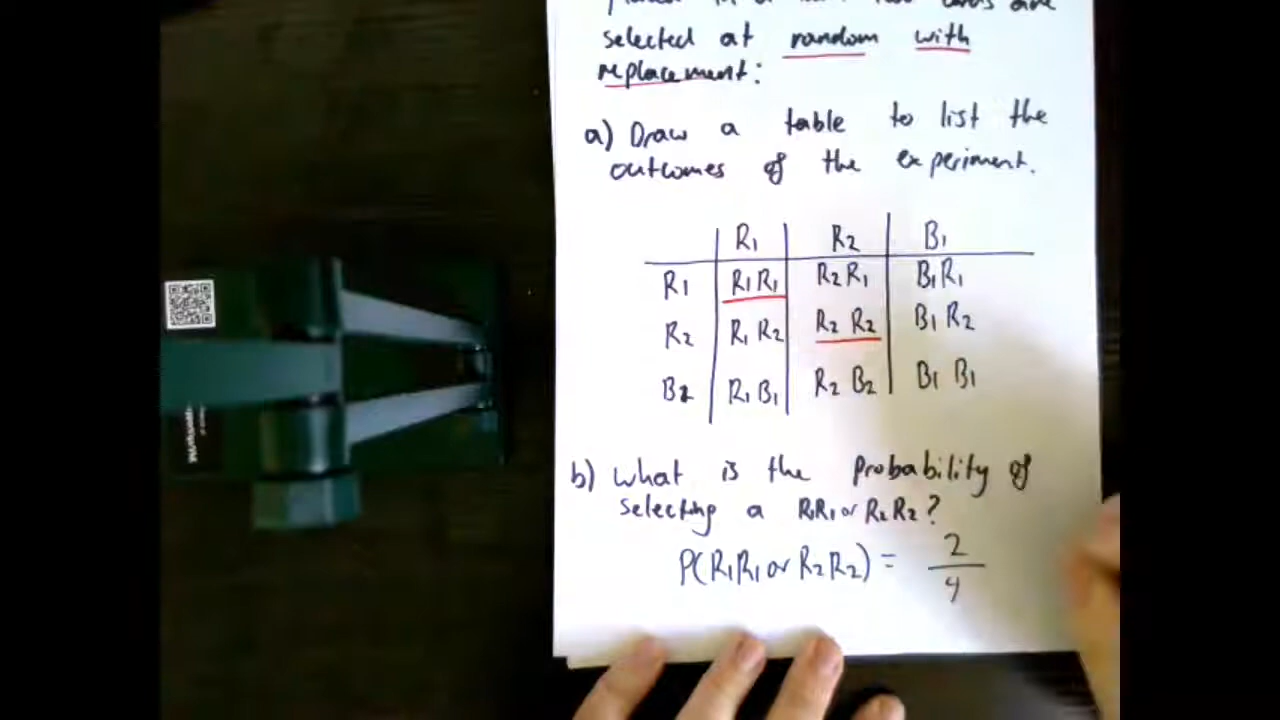 are
selected at random with
replacement:
a) Draw a table to list the
outcomes of the experiment.
R₁ R₂ B₁
R₁ R₁R₁ R₂R₁ B₁R₁
R₂ R₁R₂ R₂R₂ B₁R₂
B₂ R₁B₁ R₂B₂ B₁B₁
b) What is the probability of
selecting a R₁R₁ or R₂R₂?
P(R₁R₁ or R₂R₂) = 2/9